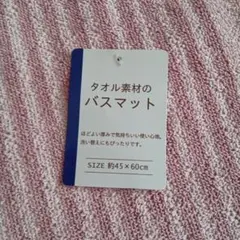 タオル素材の
バスマット
ほどよい厚みで気持ちいい使い心地。
洗い替えにもぴったりです。
SIZE 約45×60cm